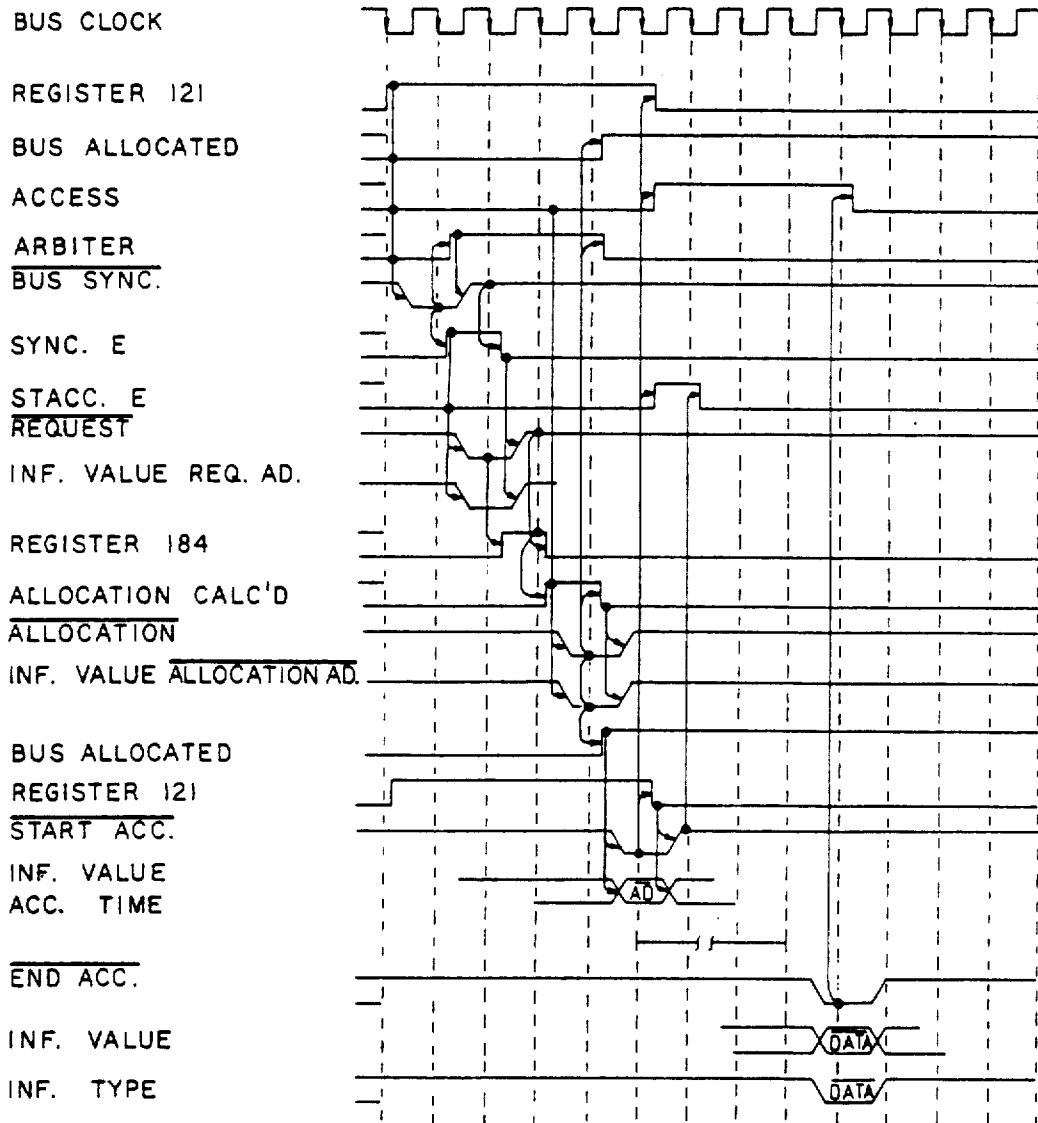 BUS CLOCK
REGISTER 121
BUS ALLOCATED
ACCESS
ARBITER
BUS SYNC.
SYNC. E
STACC. E
REQUEST
INF. VALUE REQ. AD.
REGISTER 184
ALLOCATION CALC'D
ALLOCATION
INF. VALUE ALLOCATION AD.
BUS ALLOCATED
REGISTER 121
START ACC.
INF. VALUE
ACC. TIME
AD
END ACC.
INF. VALUE
DATA
INF. TYPE
DATA